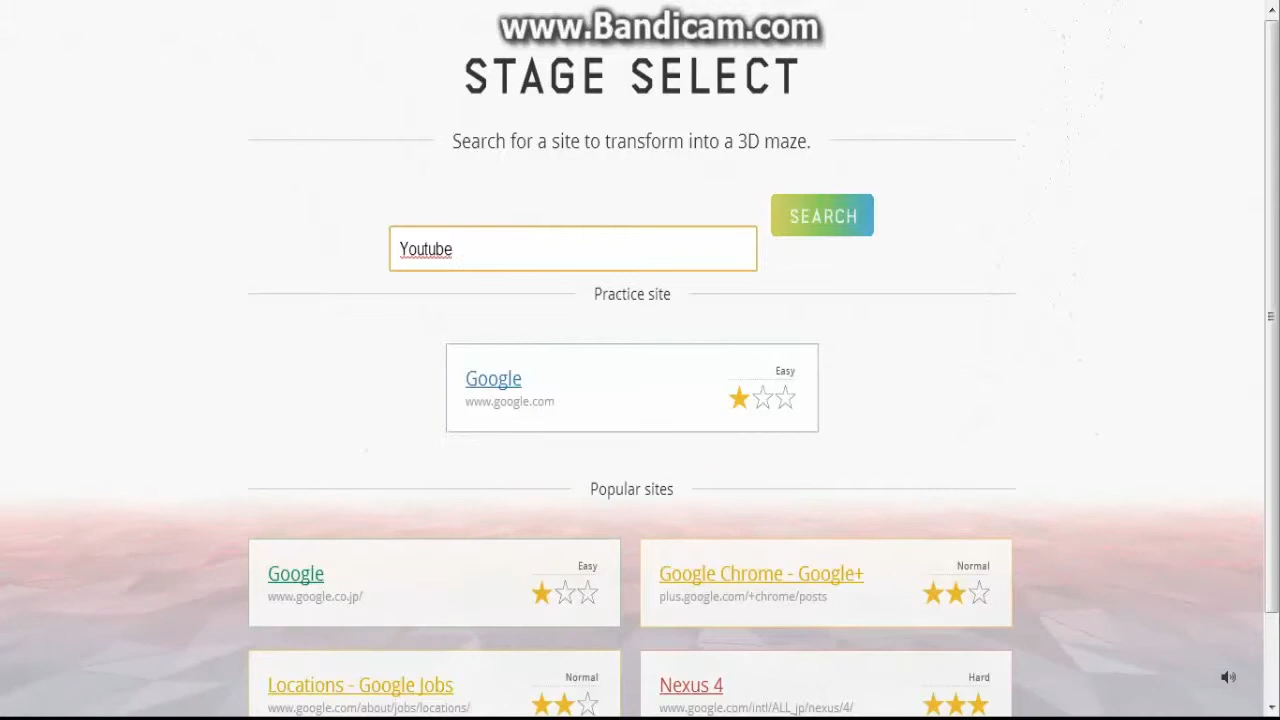 www.Bandicam.com
STAGE SELECT
Search for a site to transform into a 3D maze.
SEARCH
Youtube
Practice site
Google
www.google.com
Easy
Popular sites
Google
www.google.co.jp/
Easy
Google Chrome - Google+
plus.google.com/+chrome/posts
Normal
Locations - Google Jobs
www.google.com/about/jobs/locations/
Normal
Nexus 4
www.google.com/intl/ALL_jp/nexus/4/
Hard